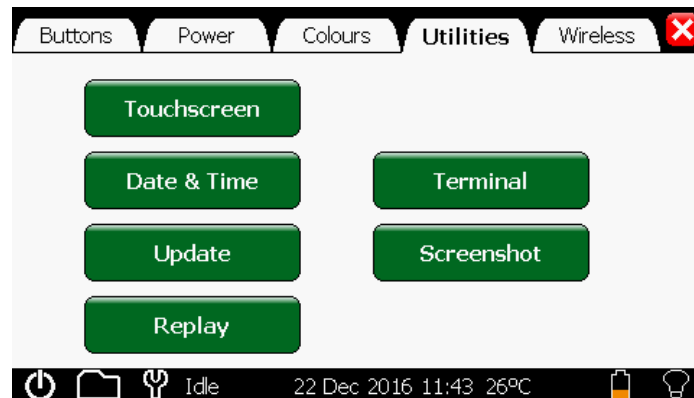 Buttons Power Colours Utilities Wireless
Touchscreen
Date & Time Terminal
Update Screenshot
Replay
Idle 22 Dec 2016 11:43 26ºC